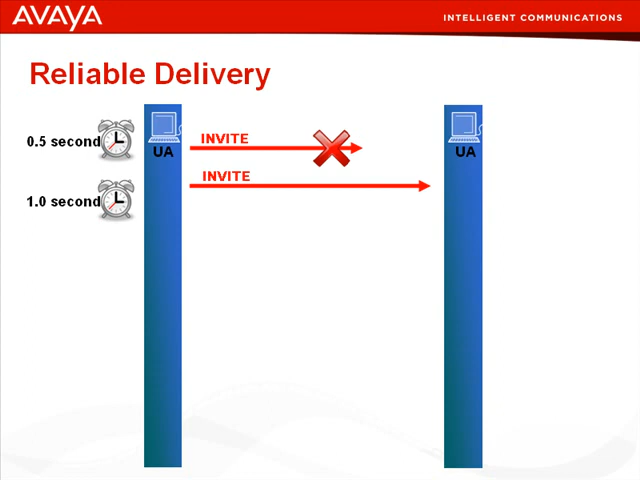 AVAYA
INTELLIGENT COMMUNICATIONS
Reliable Delivery
0.5 second
UA
INVITE
UA
INVITE
1.0 second